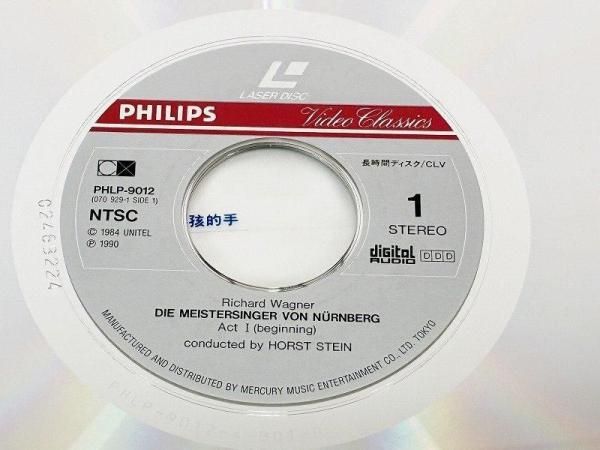 LASER DISC
PHILIPS Video Classics
PHLP-9012
(070 929-1 SIDE 1)
NTSC
© 1984 UNITEL
℗ 1990
長時間ディスク/CLV
1
STEREO
digital AUDIO DDD
孩的手
Richard Wagner
DIE MEISTERSINGER VON NÜRNBERG
Act I (beginning)
conducted by HORST STEIN
MANUFACTURED AND DISTRIBUTED BY MERCURY MUSIC ENTERTAINMENT CO., LTD. TOKYO
02463224